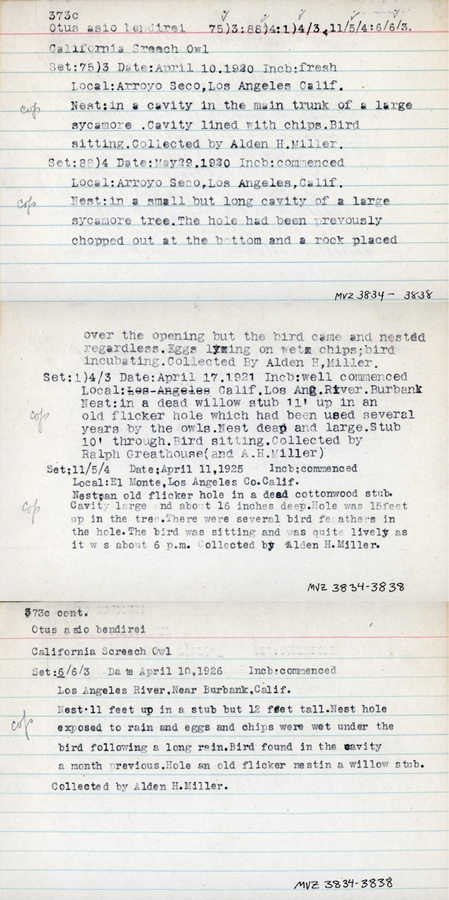 373c
Otus asio bendirei 75)3:88)4:1)4/3,11/5/4:6/6/3.
California Sreech Owl
Set:75)3 Date:April 10.1920 Incb:fresh
Local:Arroyo Seco,Los Angeles Calif.
cop Nest:in a cavity in the main trunk of a large
sycamore .Cavity lined with chips.Bird
sitting.Collected by Alden H.Miller.
Set:88)4 Date:May29.1920 Incb:commenced
Local:Arroyo Seco,Los Angeles,Calif.
cop Nest:in a small but long cavity of a large
sycamore tree.The hole had been prevously
chopped out at the bottom and a rock placed
MVZ 3834- 3838
over the opening but the bird came and nested
regardless.Eggs lying on wet chips;bird
incubating.Collected By Alden H,Miller.
Set:1)4/3 Date:April 17.1921 Incb:well commenced
Local:Los Angeles Calif.Los Ang.River.Burbank
Nest:in a dead willow stub 11' up in an
cop old flicker hole which had been used several
years by the owls.Nest deap and large.Stub
10' through.Bird sitting.Collected by
Ralph Greathouse(and A.H.Miller)
Set;11/5/4 Date;April 11,1925 Incb;commenced
Local:El Monte,Los Angeles Co.Calif.
Nest;an old flicker hole in a dead cottonwood stub.
cop Cavity large nd about 16 inches deep.Hole was 15feet
up in the tree.There were several bird feathers in
the hole.The bird was sitting and was quite lively as
it w s about 6 p.m. Collected by Alden H.Miller.
MVZ 3834-3838
373c cont.
Otus asio bendirei
California Screech Owl
Set:6/6/3 Date April 10,1926 Incb:commenced
Los Angeles River.Near Burbank,Calif.
Nest:11 feet up in a stub but 12 feet tall.Nest hole
cop exposed to rain and eggs and chips were wet under the
bird following a long rain.Bird found in the cavity
a month previous.Hole an old flicker nestin a willow stub.
Collected by Alden H.Miller.
MVZ 3834-3838